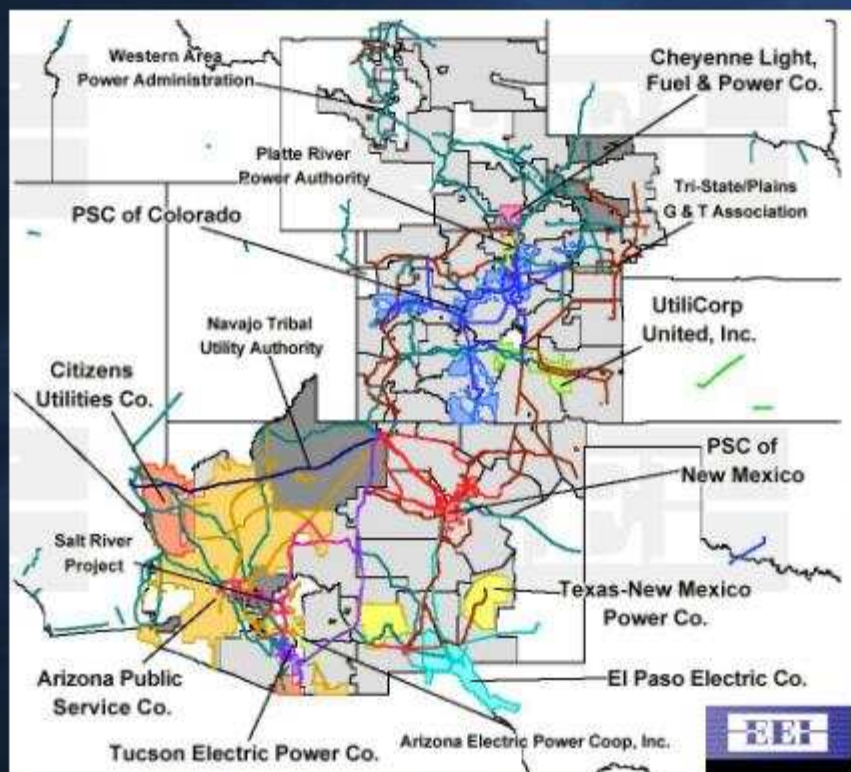 Western Area
Power Administration
Cheyenne Light,
Fuel & Power Co.
Platte River
Power Authority
Tri-State/Plains
G & T Association
PSC of Colorado
UtiliCorp
United, Inc.
Navajo Tribal
Utility Authority
Citizens
Utilities Co.
PSC of
New Mexico
Salt River
Project
Texas-New Mexico
Power Co.
Arizona Public
Service Co.
El Paso Electric Co.
Tucson Electric Power Co.
Arizona Electric Power Coop, Inc.
EEI